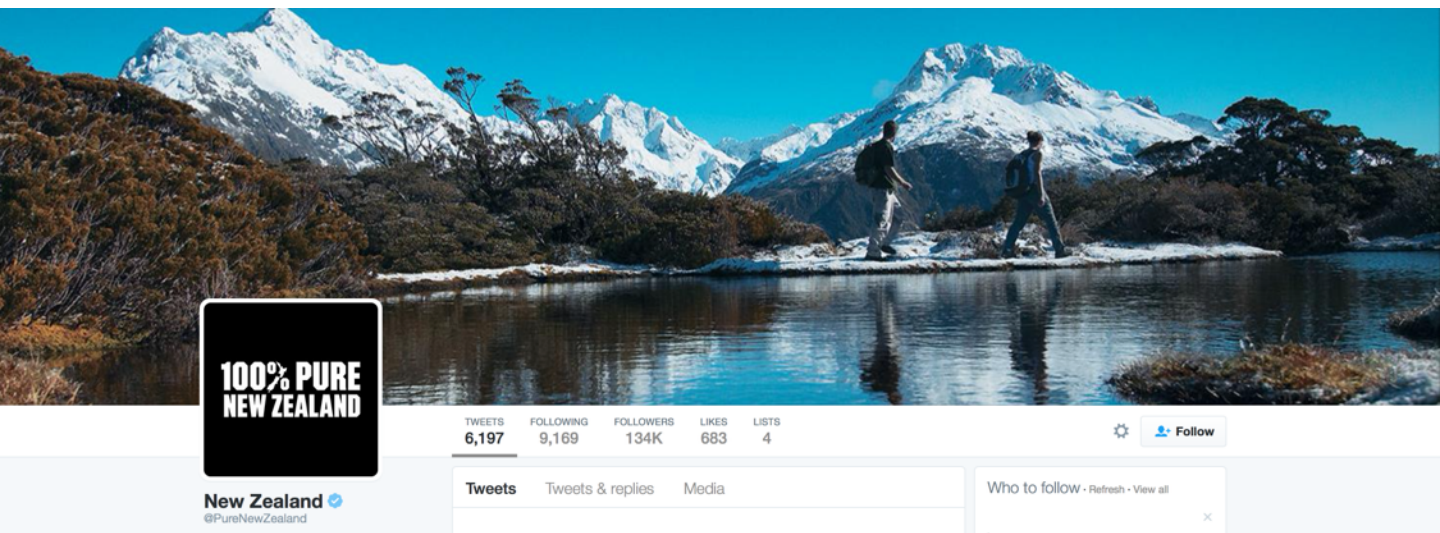 100% PURE
NEW ZEALAND
TWEETS FOLLOWING FOLLOWERS LIKES LISTS
6,197 9,169 134K 683 4
Follow
New Zealand
@PureNewZealand
Tweets Tweets & replies Media
Who to follow · Refresh · View all